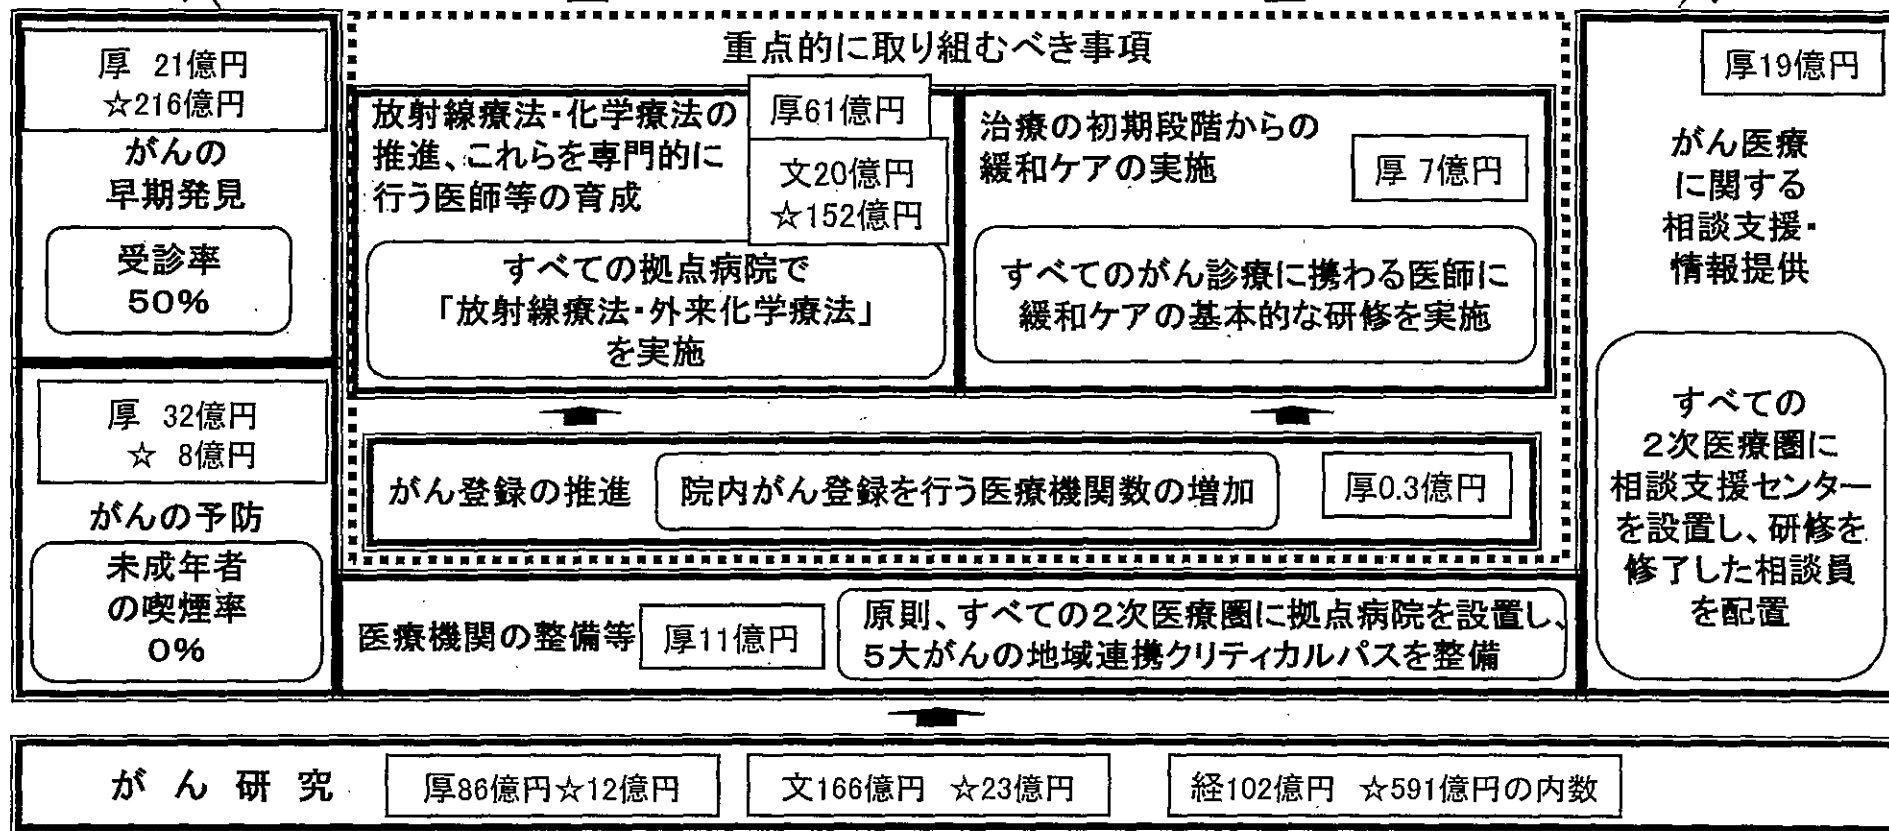 厚 21億円
☆216億円
がんの
早期発見
受診率
50%
厚 32億円
☆ 8億円
がんの予防
未成年者
の喫煙率
0%
重点的に取り組むべき事項
放射線療法・化学療法の
推進、これらを専門的に
行う医師等の育成
厚61億円
文20億円
☆152億円
すべての拠点病院で
「放射線療法・外来化学療法」
を実施
治療の初期段階からの
緩和ケアの実施
厚 7億円
すべてのがん診療に携わる医師に
緩和ケアの基本的な研修を実施
がん登録の推進
院内がん登録を行う医療機関数の増加
厚0.3億円
医療機関の整備等
厚11億円
原則、すべての2次医療圏に拠点病院を設置し、
5大がんの地域連携クリティカルパスを整備
厚19億円
がん医療
に関する
相談支援・
情報提供
すべての
2次医療圏に
相談支援センター
を設置し、研修を
修了した相談員
を配置
がん研究
厚86億円☆12億円
文166億円 ☆23億円
経102億円 ☆591億円の内数